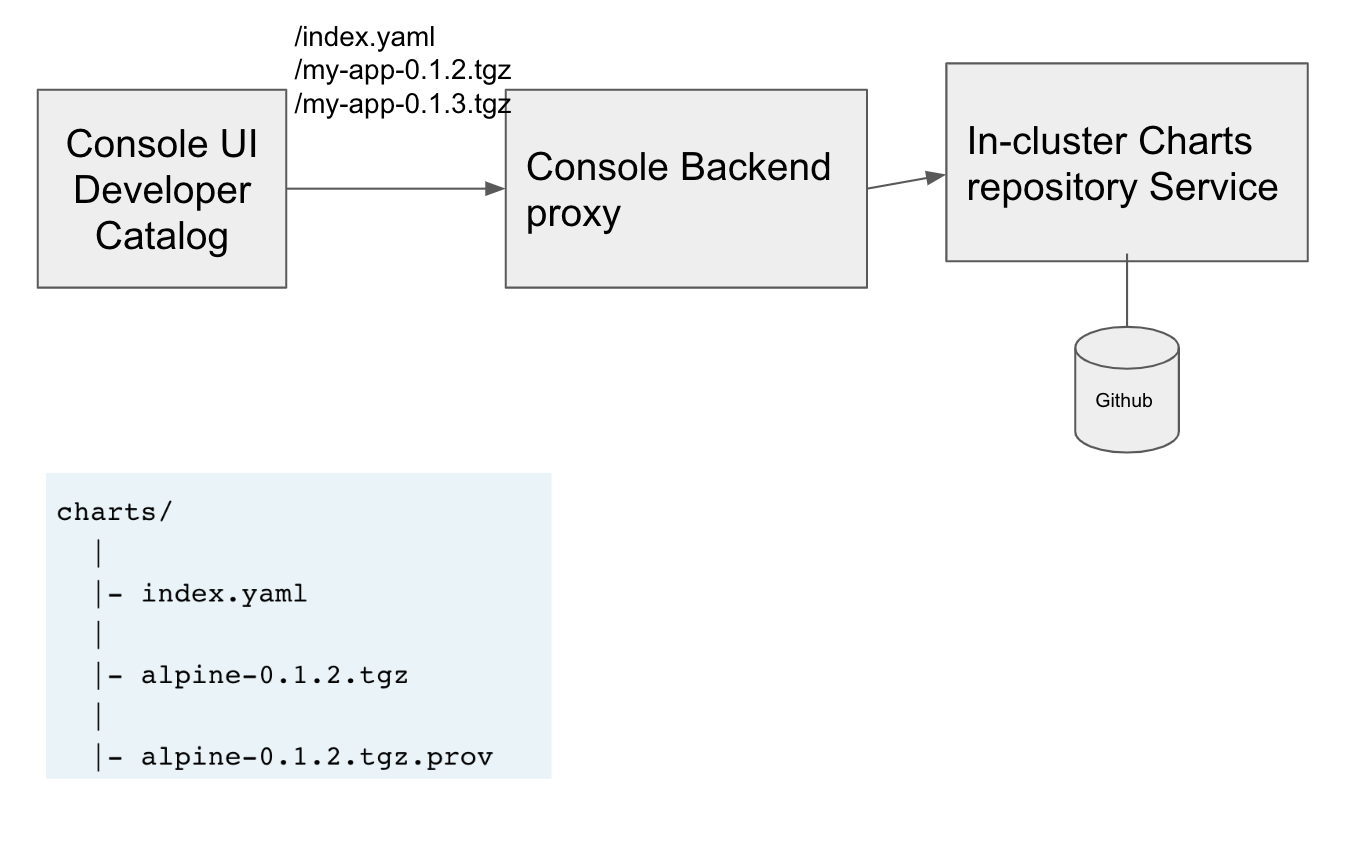 /index.yaml
/my-app-0.1.2.tgz
/my-app-0.1.3.tgz
Console UI
Developer
Catalog
Console Backend
proxy
In-cluster Charts
repository Service
Github
charts/
|
|- index.yaml
|
|- alpine-0.1.2.tgz
|
|- alpine-0.1.2.tgz.prov